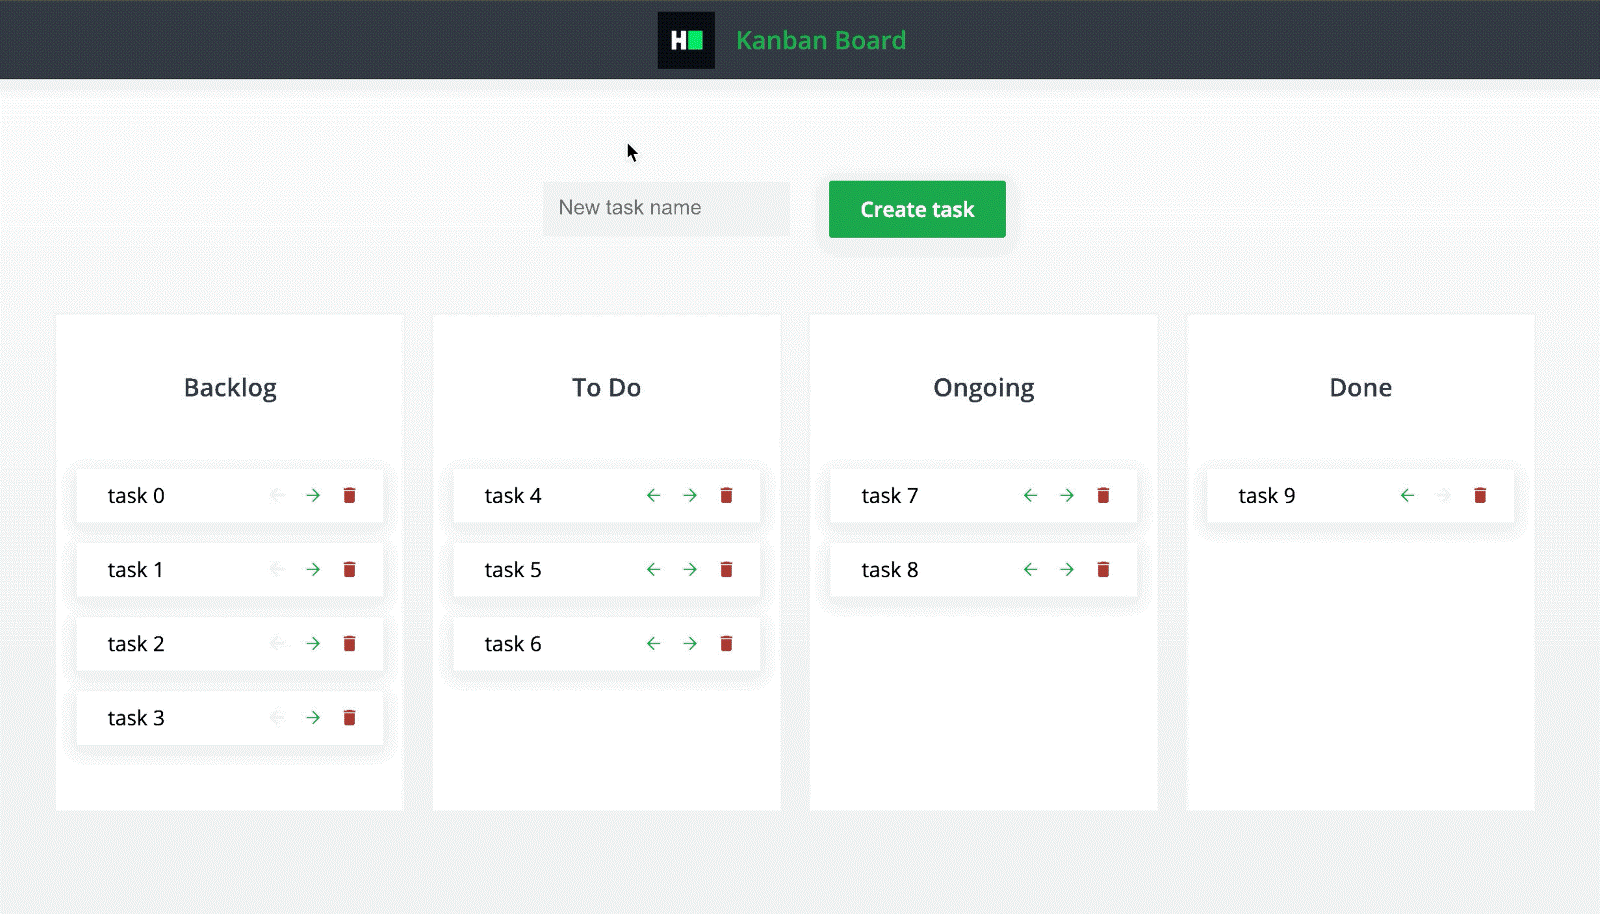 H Kanban Board
New task name
Create task
Backlog
task 0
task 1
task 2
task 3
To Do
task 4
task 5
task 6
Ongoing
task 7
task 8
Done
task 9